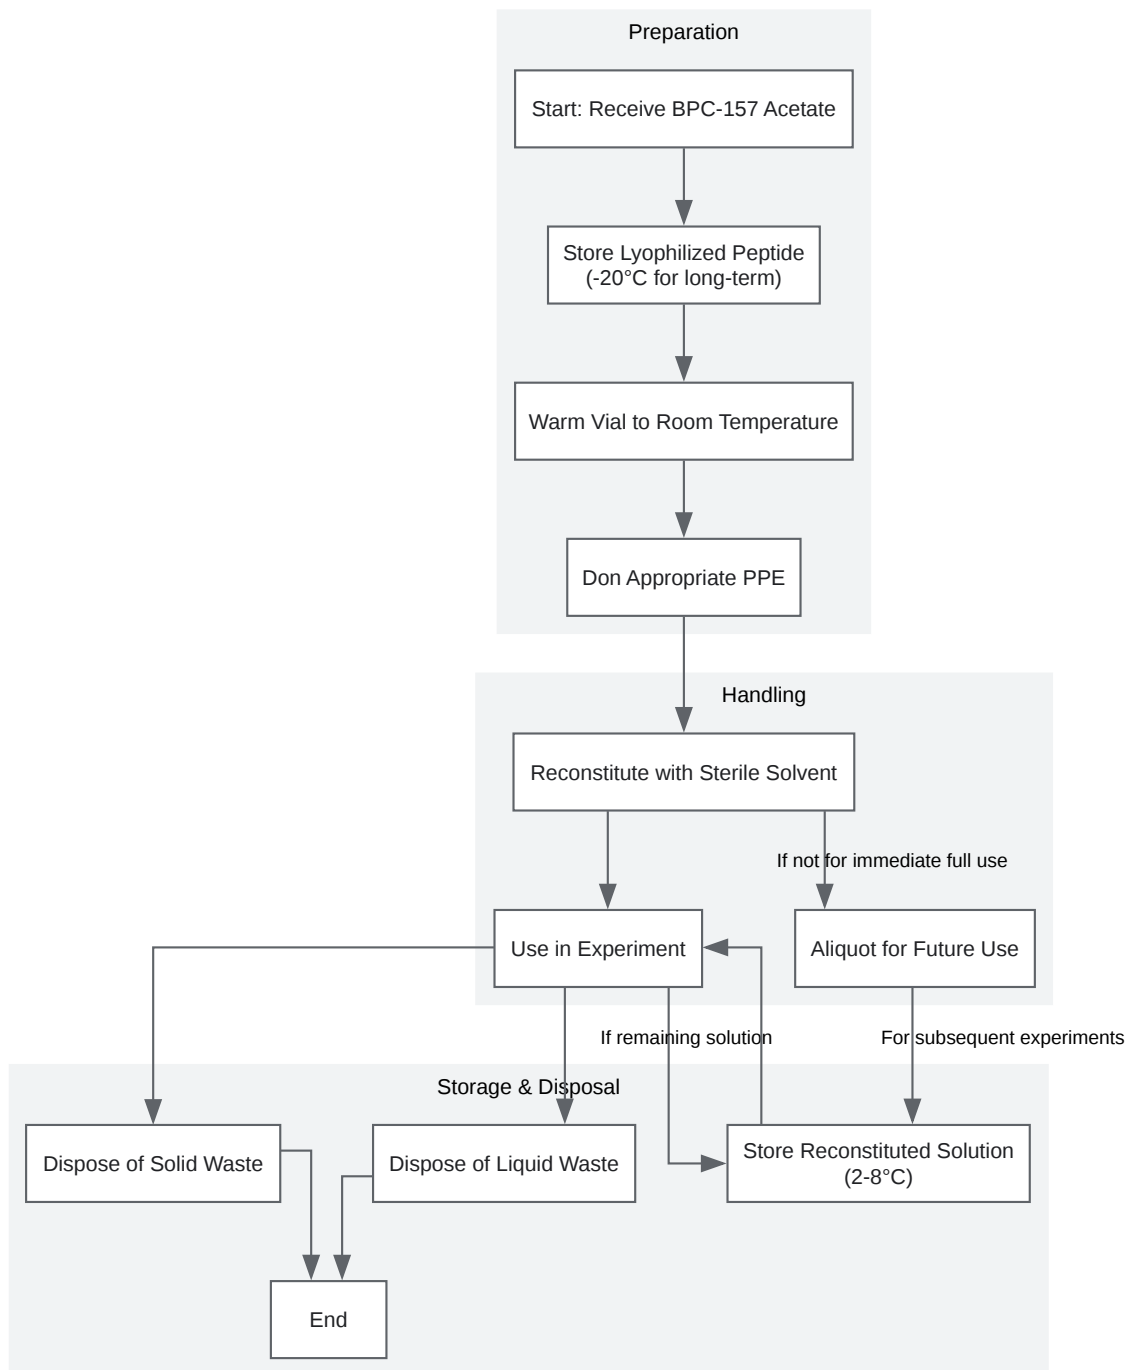 Preparation
Start: Receive BPC-157 Acetate
Store Lyophilized Peptide
(-20°C for long-term)
Warm Vial to Room Temperature
Don Appropriate PPE
Handling
Reconstitute with Sterile Solvent
If not for immediate full use
Use in Experiment
Aliquot for Future Use
If remaining solution
For subsequent experiments
Storage & Disposal
Dispose of Solid Waste
Dispose of Liquid Waste
Store Reconstituted Solution
(2-8°C)
End